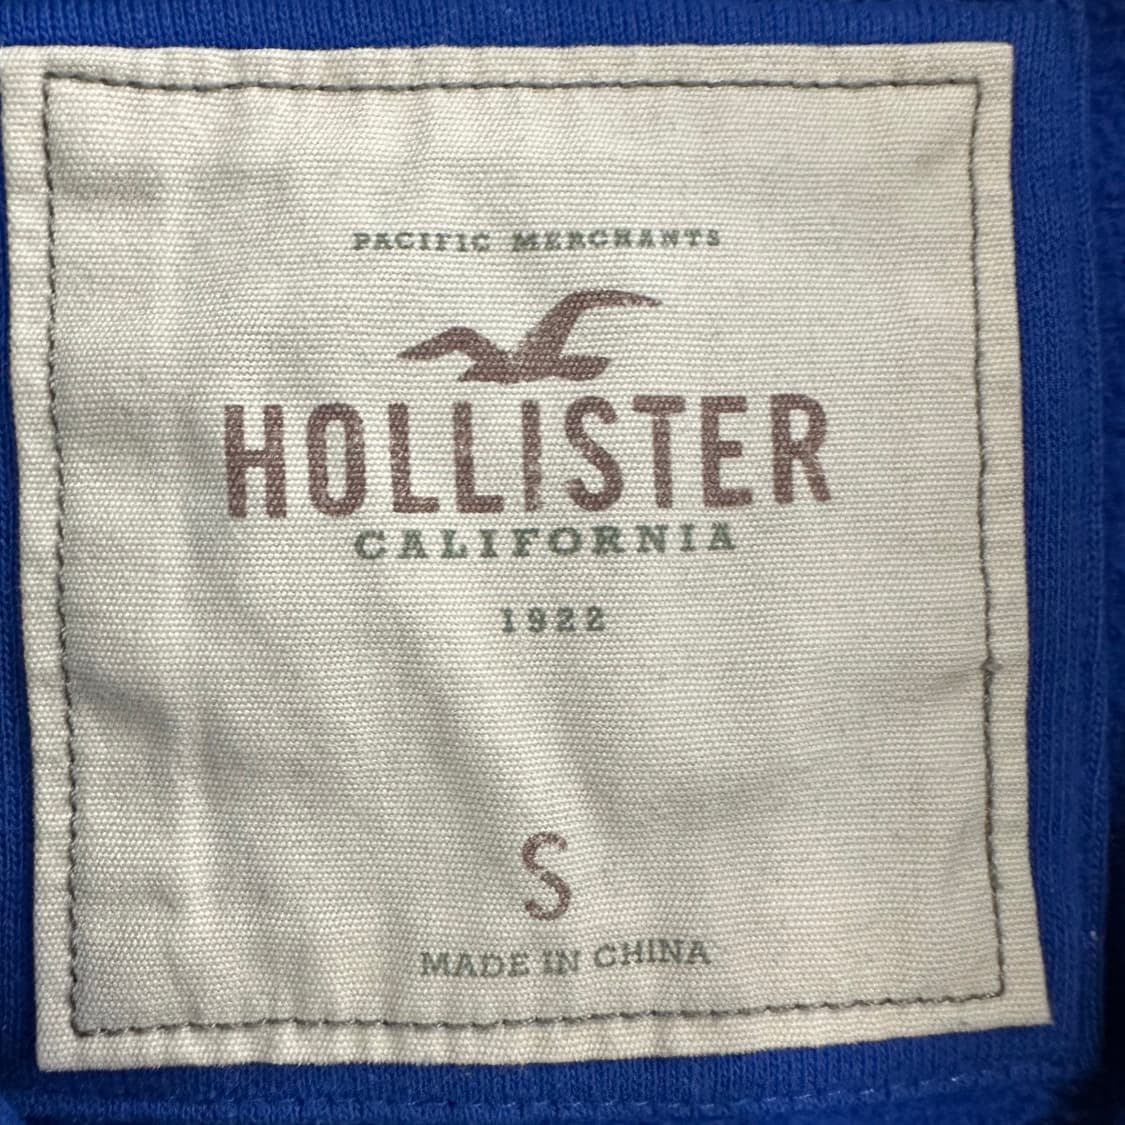 PACIFIC MERCHANTS
HOLLISTER
CALIFORNIA
1922
S
MADE IN CHINA